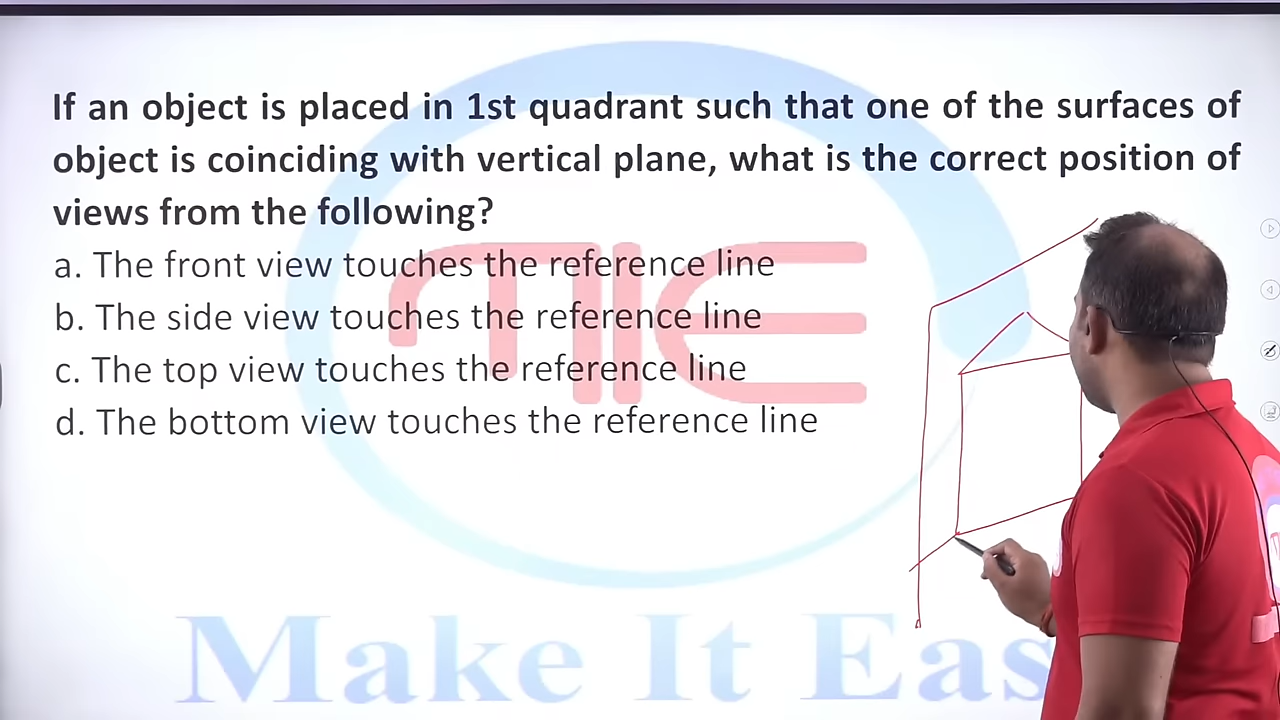 If an object is placed in 1st quadrant such that one of the surfaces of
object is coinciding with vertical plane, what is the correct position of
views from the following?
a. The front view touches the reference line
b. The side view touches the reference line
c. The top view touches the reference line
d. The bottom view touches the reference line
MIE
Make It Eas